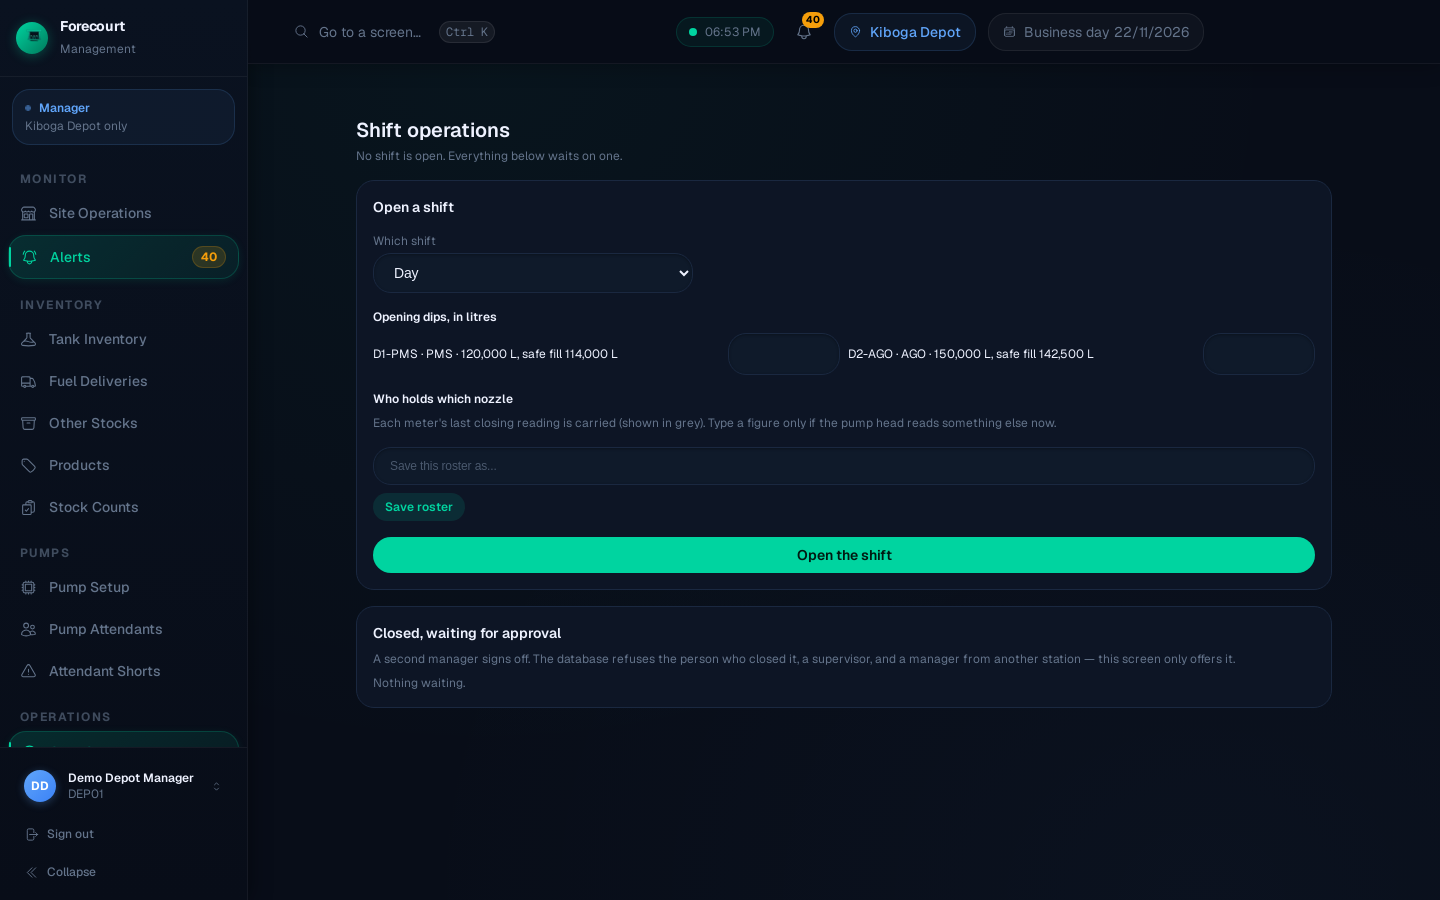 Forecourt
Management
Manager
Kiboga Depot only
MONITOR
Site Operations
Alerts
40
INVENTORY
Tank Inventory
Fuel Deliveries
Other Stocks
Products
Stock Counts
PUMPS
Pump Setup
Pump Attendants
Attendant Shorts
OPERATIONS
DD
Demo Depot Manager
DEP01
Sign out
Collapse
Go to a screen...
Ctrl K
06:53 PM
40
Kiboga Depot
Business day 22/11/2026
Shift operations
No shift is open. Everything below waits on one.
Open a shift
Which shift
Day
Opening dips, in litres
D1-PMS · PMS · 120,000 L, safe fill 114,000 L
D2-AGO · AGO · 150,000 L, safe fill 142,500 L
Who holds which nozzle
Each meter's last closing reading is carried (shown in grey). Type a figure only if the pump head reads something else now.
Save this roster as...
Save roster
Open the shift
Closed, waiting for approval
A second manager signs off. The database refuses the person who closed it, a supervisor, and a manager from another station — this screen only offers it.
Nothing waiting.